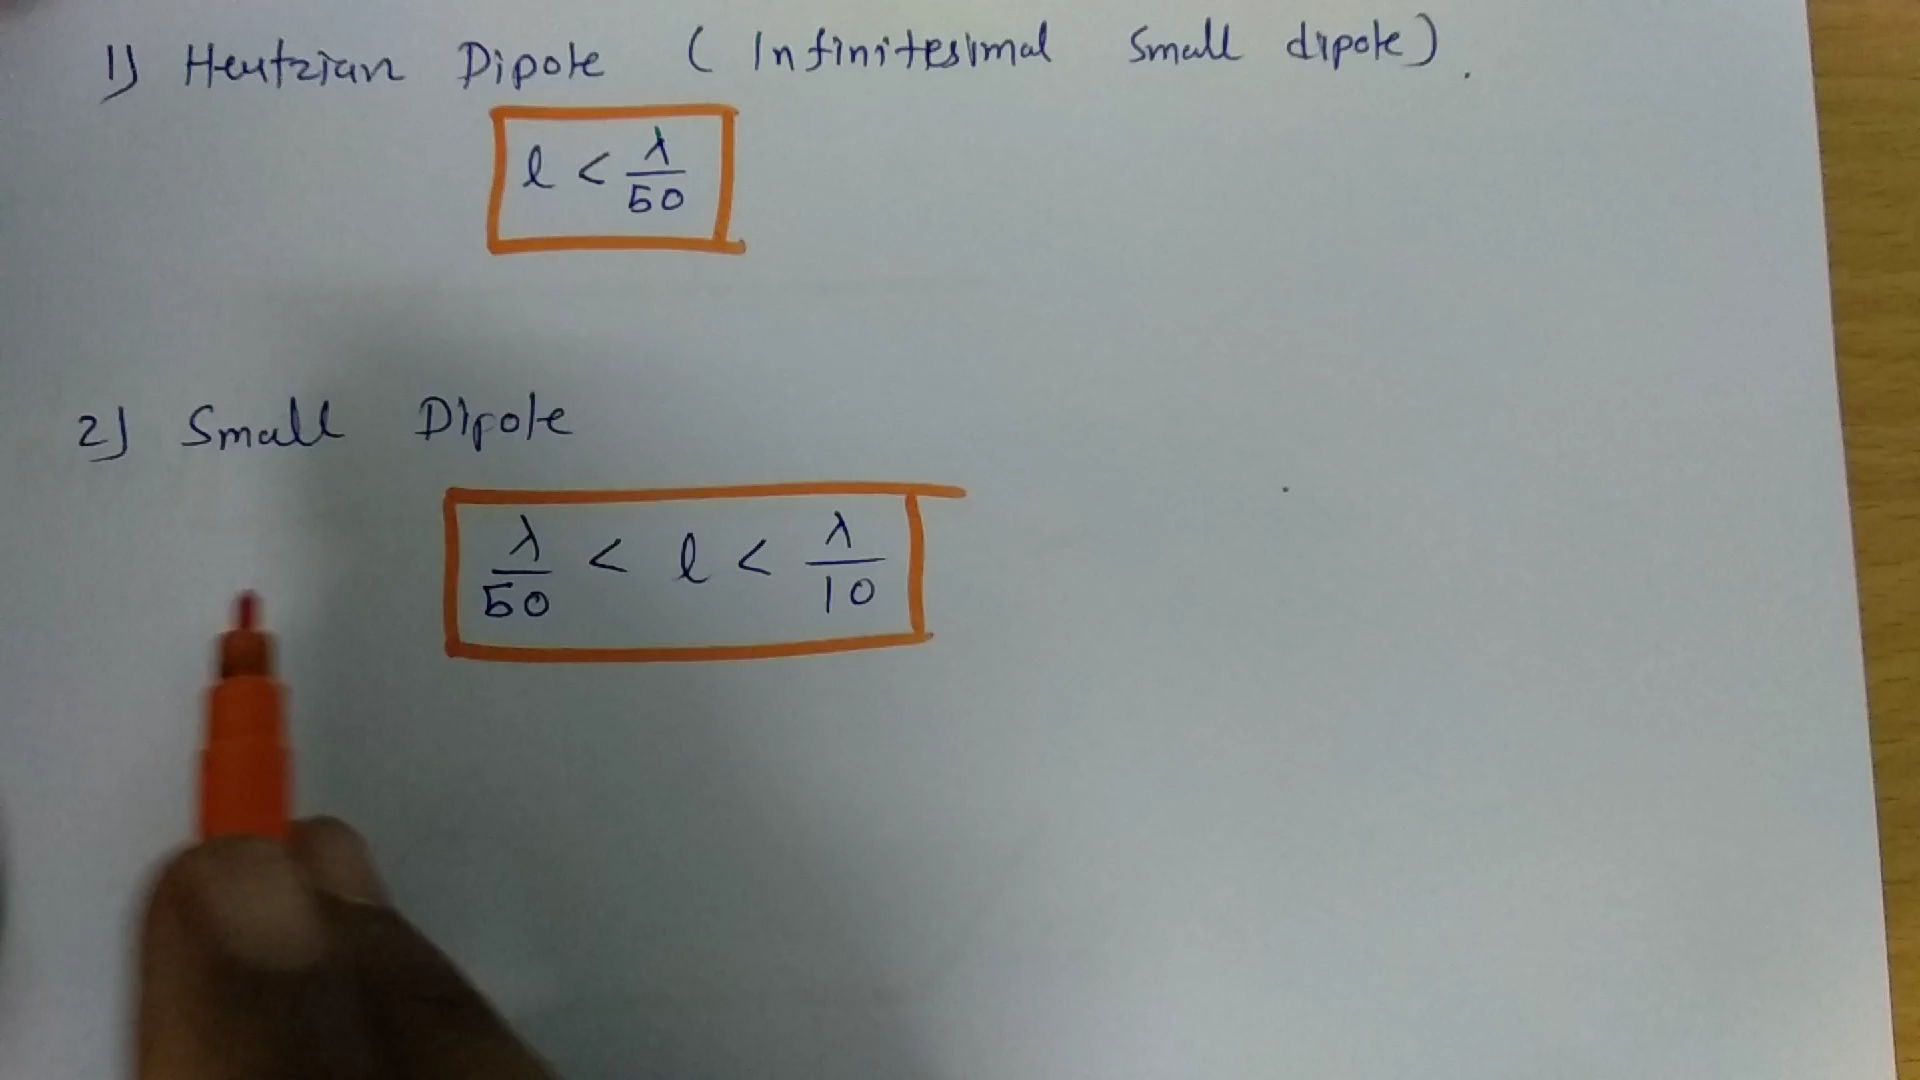 1) Hertzian Dipole ( Infinitesimal Small dipole).
l < λ/50
2) Small Dipole
λ/50 < l < λ/10